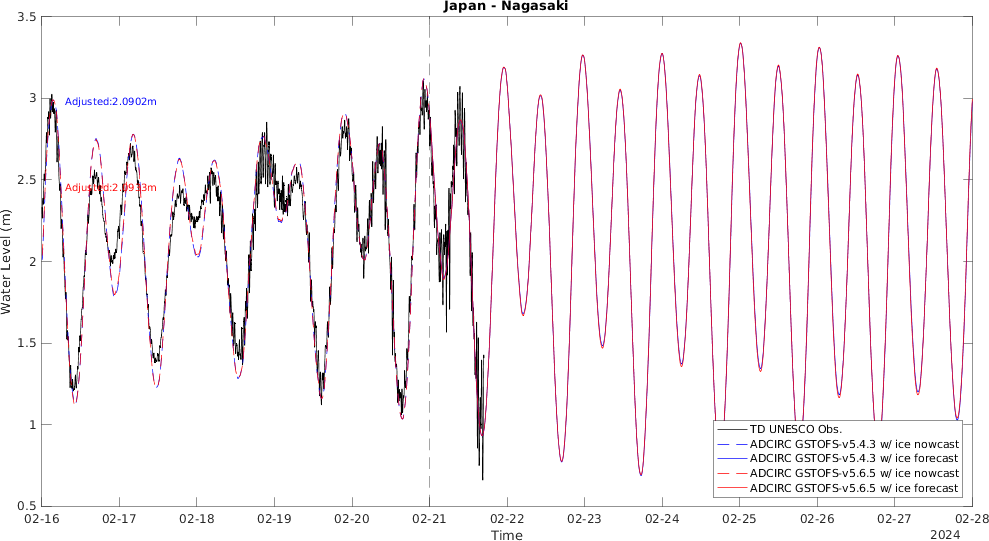 Japan - Nagasaki
3.5
3
2.5
2
1.5
1
0.5
Water Level (m)
Adjusted:2.0902m
Adjusted:2.0933m
TD UNESCO Obs.
ADCIRC GSTOFS-v5.4.3 w/ ice nowcast
ADCIRC GSTOFS-v5.4.3 w/ ice forecast
ADCIRC GSTOFS-v5.6.5 w/ ice nowcast
ADCIRC GSTOFS-v5.6.5 w/ ice forecast
02-16 02-17 02-18 02-19 02-20 02-21 02-22 02-23 02-24 02-25 02-26 02-27 02-28
Time
2024